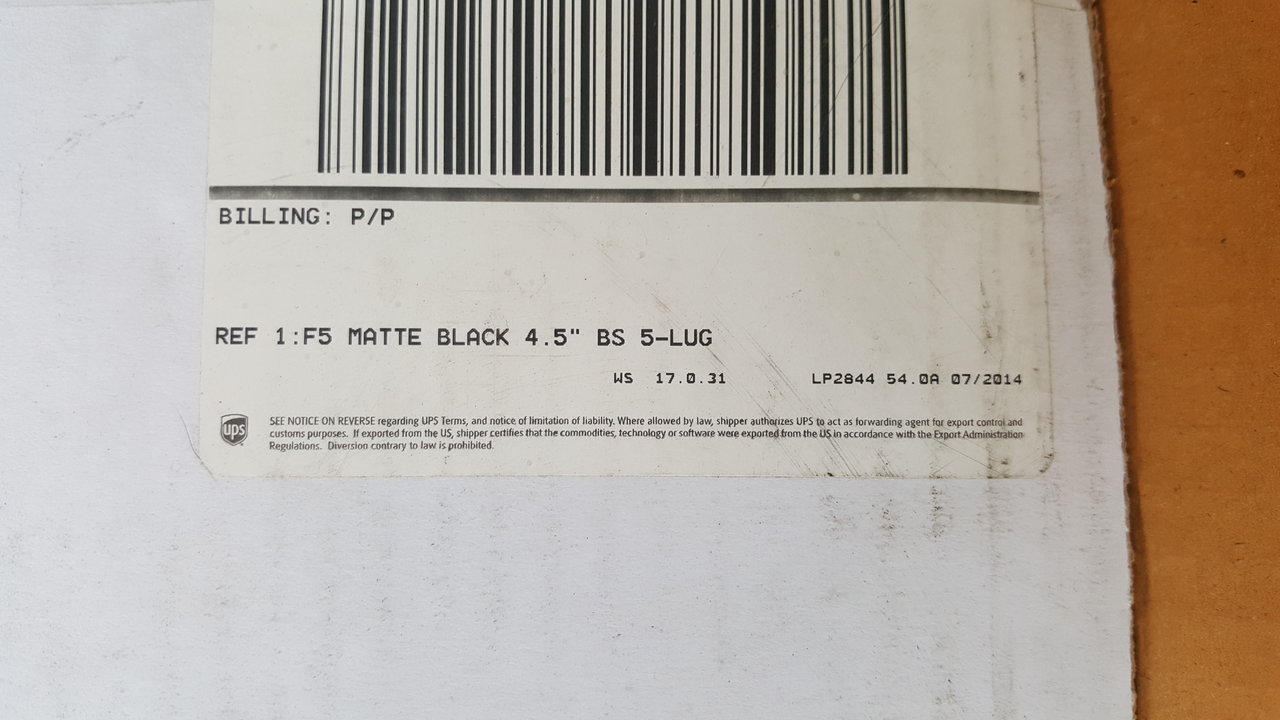 BILLING: P/P
REF 1:F5 MATTE BLACK 4.5" BS 5-LUG
WS 17.0.31 LP2844 54.0A 07/2014
ups
SEE NOTICE ON REVERSE regarding UPS Terms, and notice of limitation of liability. Where allowed by law, shipper authorizes UPS to act as forwarding agent for export control and
customs purposes. If exported from the US, shipper certifies that the commodities, technology or software were exported from the US in accordance with the Export Administration
Regulations. Diversion contrary to law is prohibited.